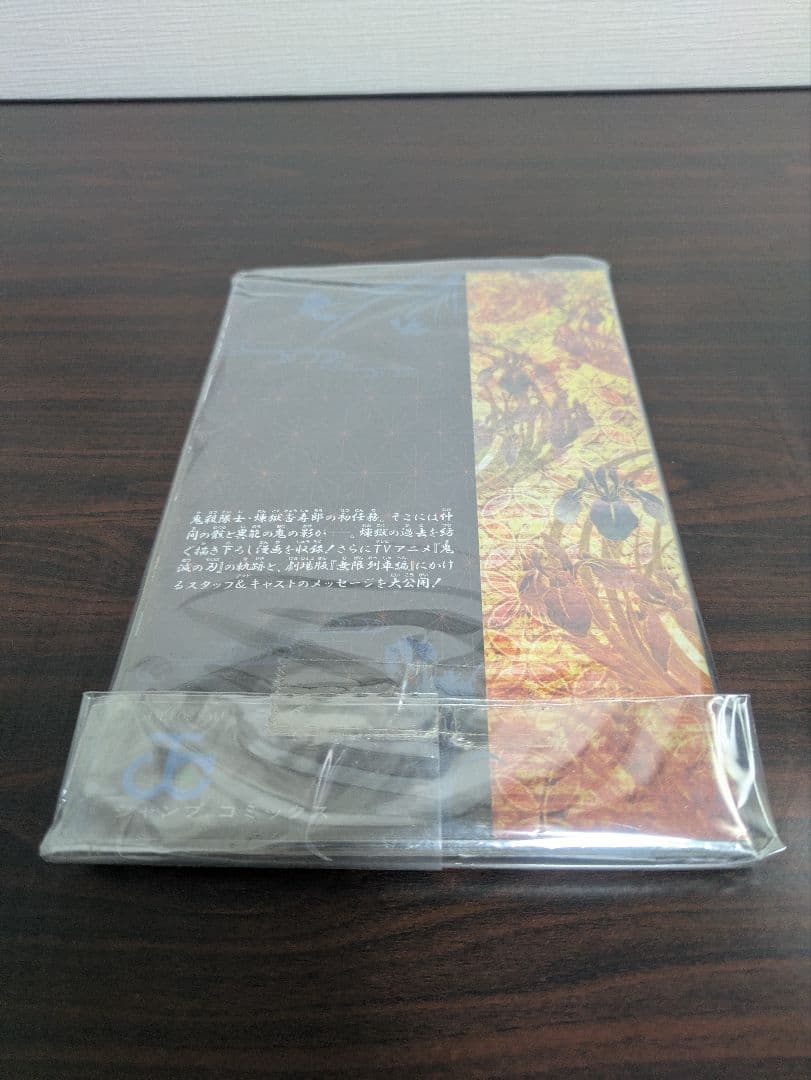 鬼殺隊士・煉獄杏寿郎の初任務。そこには仲
間の骸と異能の鬼の影が――。煉獄の過去を紡
ぐ描き下ろし漫画を収録!さらにTVアニメ『鬼
滅の刃』の軌跡と、劇場版『無限列車編』にかけ
るスタッフ&キャストのメッセージを大公開!
ジャンプ コミックス